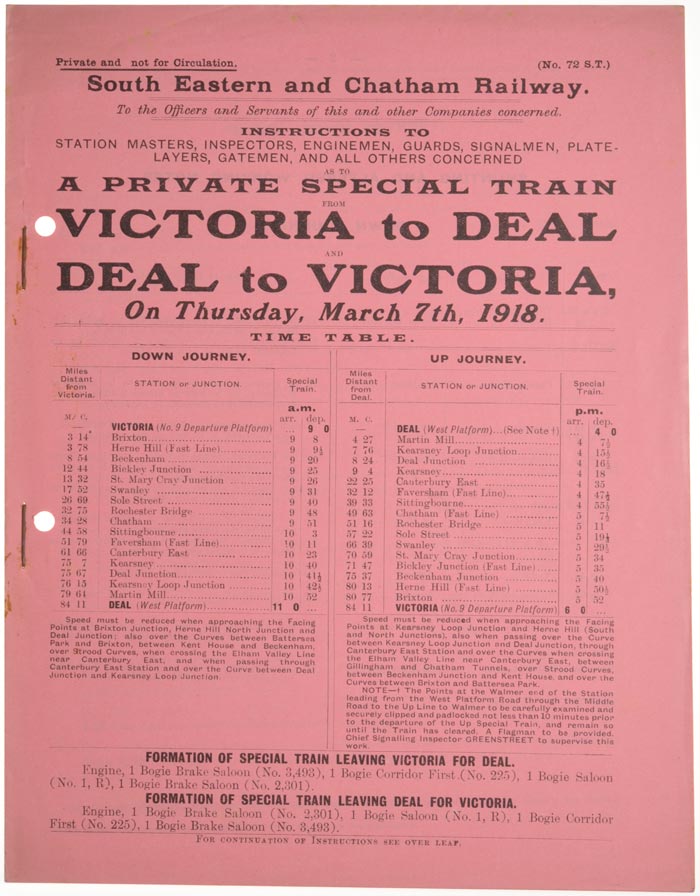 Private and not for Circulation. (No. 72 S.T.)
South Eastern and Chatham Railway.
To the Officers and Servants of this and other Companies concerned.
INSTRUCTIONS TO
STATION MASTERS, INSPECTORS, ENGINEMEN, GUARDS, SIGNALMEN, PLATE-
LAYERS, GATEMEN, AND ALL OTHERS CONCERNED
AS TO
A PRIVATE SPECIAL TRAIN
FROM
VICTORIA to DEAL
AND
DEAL to VICTORIA,
On Thursday, March 7th, 1918.
TIME TABLE.
DOWN JOURNEY.
Miles Distant from Victoria. STATION or JUNCTION. Special Train.
a.m.
M. C. arr. dep.
— VICTORIA (No. 9 Departure Platform) ... 9 0
3 14 Brixton 9 8
3 78 Herne Hill (Fast Line) 9 9½
8 54 Beckenham 9 20
12 44 Bickley Junction 9 25
13 32 St. Mary Cray Junction 9 26
17 52 Swanley 9 31
26 69 Sole Street 9 40
32 75 Rochester Bridge 9 48
34 28 Chatham 9 51
44 58 Sittingbourne 10 3
51 79 Faversham (Fast Line) 10 11
61 66 Canterbury East 10 23
75 7 Kearsney 10 40
75 67 Deal Junction 10 41½
76 15 Kearsney Loop Junction 10 42½
79 64 Martin Mill 10 52
84 11 DEAL (West Platform) 11 0 ...
Speed must be reduced when approaching the Facing
Points at Brixton Junction, Herne Hill North Junction and
Deal Junction; also over the Curves between Battersea
Park and Brixton, between Kent House and Beckenham,
over Strood Curves, when crossing the Elham Valley Line
near Canterbury East, and when passing through
Canterbury East Station and over the Curve between Deal
Junction and Kearsney Loop Junction.
UP JOURNEY.
Miles Distant from Deal. STATION or JUNCTION. Special Train.
p.m.
M. C. arr. dep.
— DEAL (West Platform)...(See Note †) ... 4 0
4 27 Martin Mill 4 7½
7 76 Kearsney Loop Junction 4 15½
8 24 Deal Junction 4 16½
9 4 Kearsney 4 18
22 25 Canterbury East 4 35
32 12 Faversham (Fast Line) 4 47½
39 33 Sittingbourne 4 55½
49 63 Chatham (Fast Line) 5 7½
51 16 Rochester Bridge 5 11
57 22 Sole Street 5 19½
66 39 Swanley 5 29½
70 59 St. Mary Cray Junction 5 34
71 47 Bickley Junction (Fast Line) 5 35
75 37 Beckenham Junction 5 40
80 13 Herne Hill (Fast Line) 5 50½
80 77 Brixton 5 52
84 11 VICTORIA (No. 9 Departure Platform) 6 0 ...
Speed must be reduced when approaching the Facing
Points at Kearsney Loop Junction and Herne Hill (South
and North Junctions), also when passing over the Curve
between Kearsney Loop Junction and Deal Junction, through
Canterbury East Station and over the Curves when crossing
the Elham Valley Line near Canterbury East, between
Gillingham and Chatham Tunnels, over Strood Curves,
between Beckenham Junction and Kent House, and over the
Curves between Brixton and Battersea Park.
NOTE—† The Points at the Walmer end of the Station
leading from the West Platform Road through the Middle
Road to the Up Line to Walmer to be carefully examined and
securely clipped and padlocked not less than 10 minutes prior
to the departure of the Up Special Train, and remain so
until the Train has cleared. A Flagman to be provided.
Chief Signalling Inspector GREENSTREET to supervise this
work.
FORMATION OF SPECIAL TRAIN LEAVING VICTORIA FOR DEAL.
Engine, 1 Bogie Brake Saloon (No. 3,493), 1 Bogie Corridor First (No. 225), 1 Bogie Saloon
(No. 1, R), 1 Bogie Brake Saloon (No. 2,301).
FORMATION OF SPECIAL TRAIN LEAVING DEAL FOR VICTORIA.
Engine, 1 Bogie Brake Saloon (No. 2,301), 1 Bogie Saloon (No. 1, R), 1 Bogie Corridor
First (No. 225), 1 Bogie Brake Saloon (No. 3,493).
FOR CONTINUATION OF INSTRUCTIONS SEE OVER LEAF.